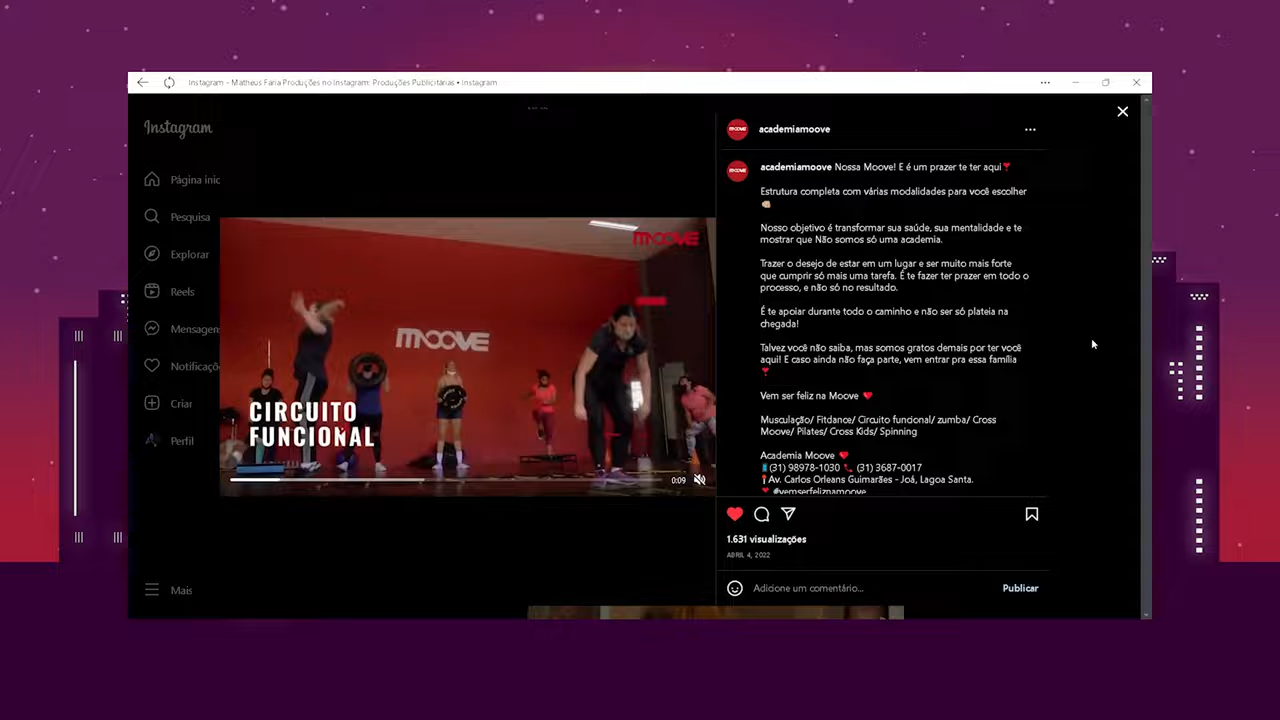 Instagram - Matheus Faria Produções no Instagram: Produções Publicitárias • Instagram
Instagram
Página inic
Pesquisa
Explorar
Reels
Mensagen
Notificaçõ
Criar
Perfil
Mais
MOOVE
MOOVE
CIRCUITO
FUNCIONAL
0:09
MOOVE
academiamoove
MOOVE
academiamoove Nossa Moove! E é um prazer te ter aqui❣️
Estrutura completa com várias modalidades para você escolher
👊🏼
Nosso objetivo é transformar sua saúde, sua mentalidade e te
mostrar que Não somos só uma academia.
Trazer o desejo de estar em um lugar e ser muito mais forte
que cumprir só mais uma tarefa. É te fazer ter prazer em todo o
processo, e não só no resultado.
É te apoiar durante todo o caminho e não ser só plateia na
chegada!
Talvez você não saiba, mas somos gratos demais por ter você
aqui! E caso ainda não faça parte, vem entrar pra essa família
❣️
Vem ser feliz na Moove ❤️
Musculação/ Fitdance/ Circuito funcional/ zumba/ Cross
Moove/ Pilates/ Cross Kids/ Spinning
Academia Moove ❤️
📱(31) 98978-1030 📞 (31) 3687-0017
📍Av. Carlos Orleans Guimarães - Joá, Lagoa Santa.
❤️ #vemserfeliznamoove
1.631 visualizações
ABRIL 4, 2022
Adicione um comentário...
Publicar